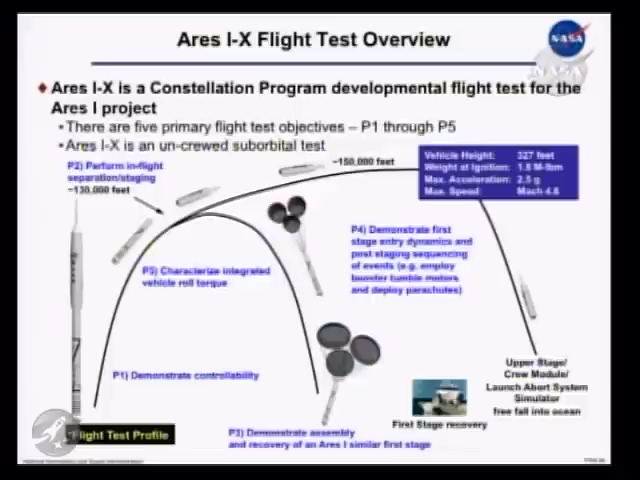 Ares I-X Flight Test Overview
NASA
NASA
Ares I-X is a Constellation Program developmental flight test for the
Ares I project
There are five primary flight test objectives – P1 through P5
Ares I-X is an un-crewed suborbital test
P2) Perform in-flight
separation/staging
~130,000 feet
~150,000 feet
Vehicle Height: 327 feet
Weight at Ignition: 1.8 M-lbm
Max. Acceleration: 2.5 g
Max. Speed: Mach 4.8
P4) Demonstrate first
stage entry dynamics and
post staging sequencing
of events (e.g. employ
booster tumble motors
and deploy parachutes)
P5) Characterize integrated
vehicle roll torque
P1) Demonstrate controllability
Upper Stage/
Crew Module/
Launch Abort System
Simulator
free fall into ocean
First Stage recovery
Flight Test Profile
P3) Demonstrate assembly
and recovery of an Ares I similar first stage